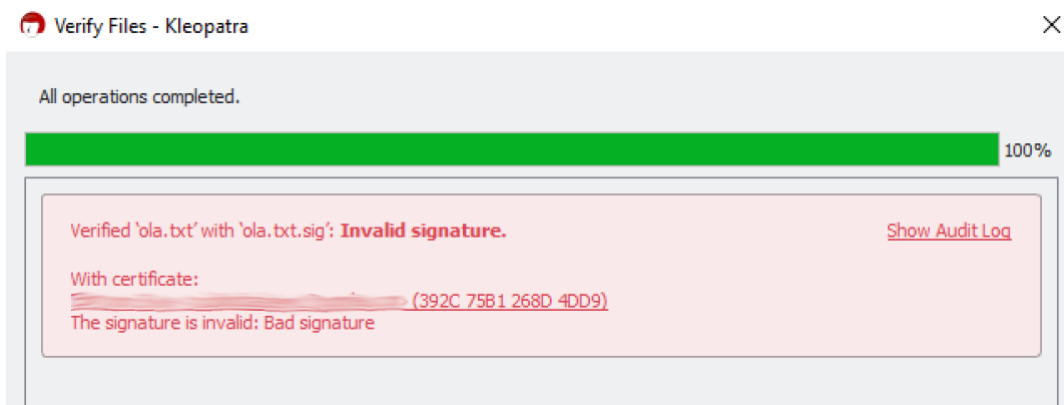 Verify Files - Kleopatra
All operations completed.
100%
Verified 'ola.txt' with 'ola.txt.sig': Invalid signature.
Show Audit Log
With certificate:
(392C 75B1 268D 4DD9)
The signature is invalid: Bad signature